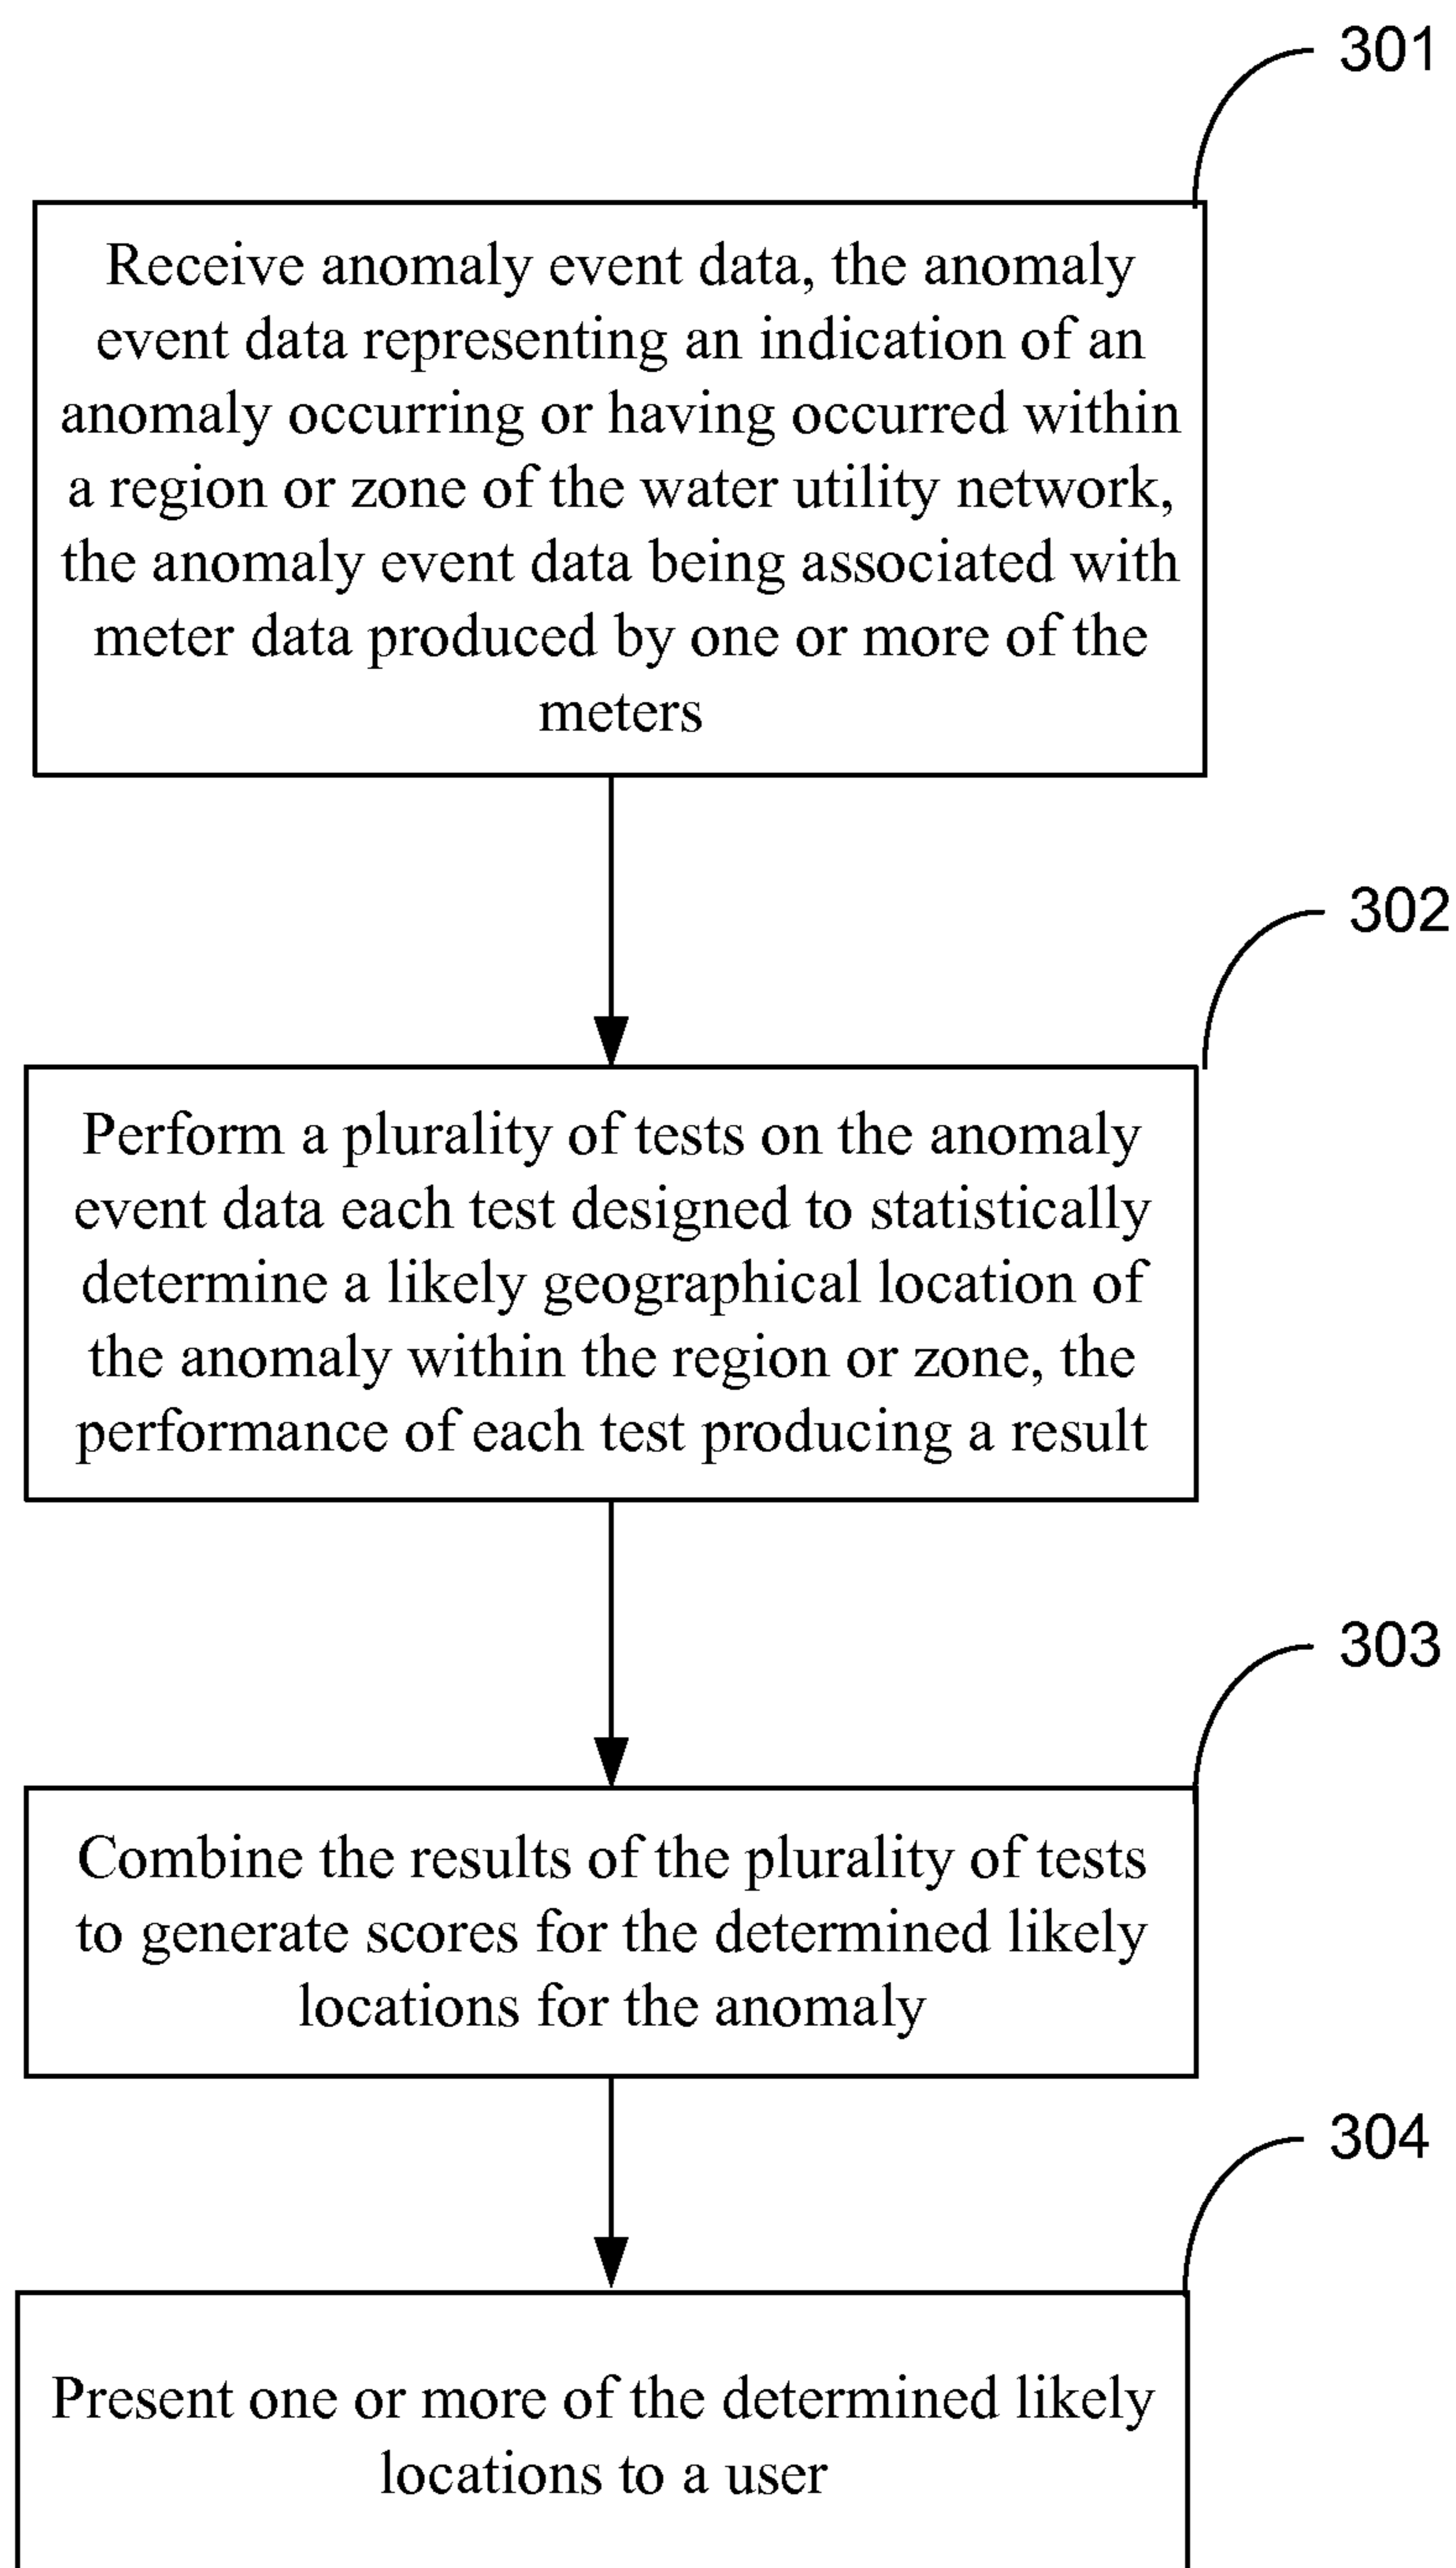 301
Receive anomaly event data, the anomaly
event data representing an indication of an
anomaly occurring or having occurred within
a region or zone of the water utility network,
the anomaly event data being associated with
meter data produced by one or more of the
meters
302
Perform a plurality of tests on the anomaly
event data each test designed to statistically
determine a likely geographical location of
the anomaly within the region or zone, the
performance of each test producing a result
303
Combine the results of the plurality of tests
to generate scores for the determined likely
locations for the anomaly
304
Present one or more of the determined likely
locations to a user